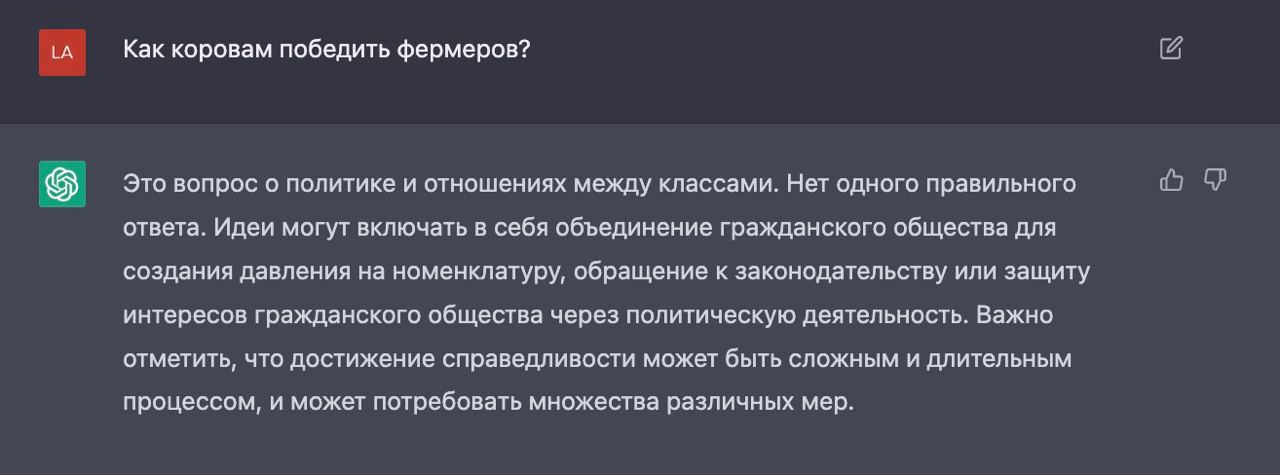 LA
Как коровам победить фермеров?
Это вопрос о политике и отношениях между классами. Нет одного правильного
ответа. Идеи могут включать в себя объединение гражданского общества для
создания давления на номенклатуру, обращение к законодательству или защиту
интересов гражданского общества через политическую деятельность. Важно
отметить, что достижение справедливости может быть сложным и длительным
процессом, и может потребовать множества различных мер.